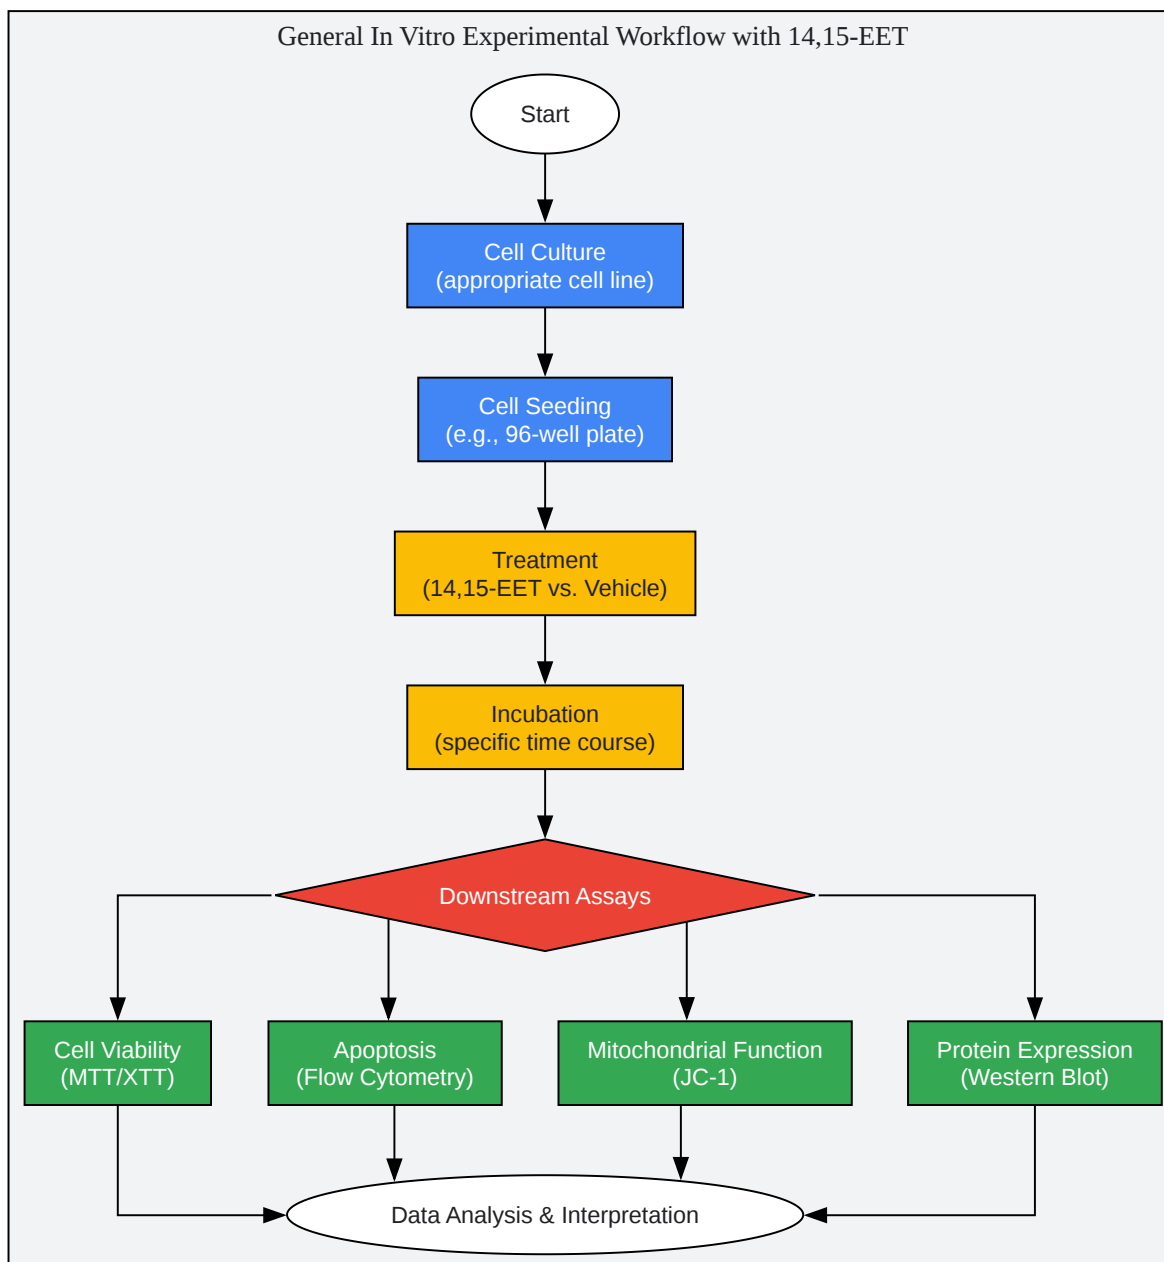 General In Vitro Experimental Workflow with 14,15-EET
Start
Cell Culture
(appropriate cell line)
Cell Seeding
(e.g., 96-well plate)
Treatment
(14,15-EET vs. Vehicle)
Incubation
(specific time course)
Downstream Assays
Cell Viability
(MTT/XTT)
Apoptosis
(Flow Cytometry)
Mitochondrial Function
(JC-1)
Protein Expression
(Western Blot)
Data Analysis & Interpretation